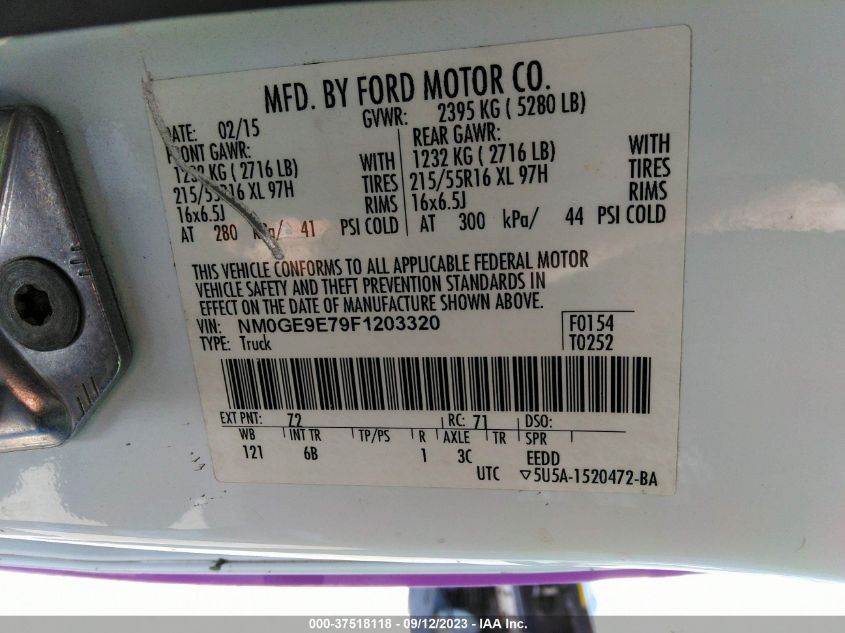 MFD. BY FORD MOTOR CO.
DATE: 02/15 GVWR: 2395 KG ( 5280 LB)
FRONT GAWR: WITH REAR GAWR: WITH
1232 KG ( 2716 LB) TIRES 1232 KG ( 2716 LB) TIRES
215/55R16 XL 97H RIMS 215/55R16 XL 97H RIMS
16x6.5J 16x6.5J
AT 280 kPa/ 41 PSI COLD AT 300 kPa/ 44 PSI COLD
THIS VEHICLE CONFORMS TO ALL APPLICABLE FEDERAL MOTOR
VEHICLE SAFETY AND THEFT PREVENTION STANDARDS IN
EFFECT ON THE DATE OF MANUFACTURE SHOWN ABOVE.
VIN: NM0GE9E79F1203320 F0154
TYPE: Truck T0252
EXT PNT: 72 RC: 71 DSO:
WB INT TR TP/PS R AXLE TR SPR
121 6B 1 3C EEDD
UTC ▽5U5A-1520472-BA
000-37518118 - 09/12/2023 - IAA Inc.